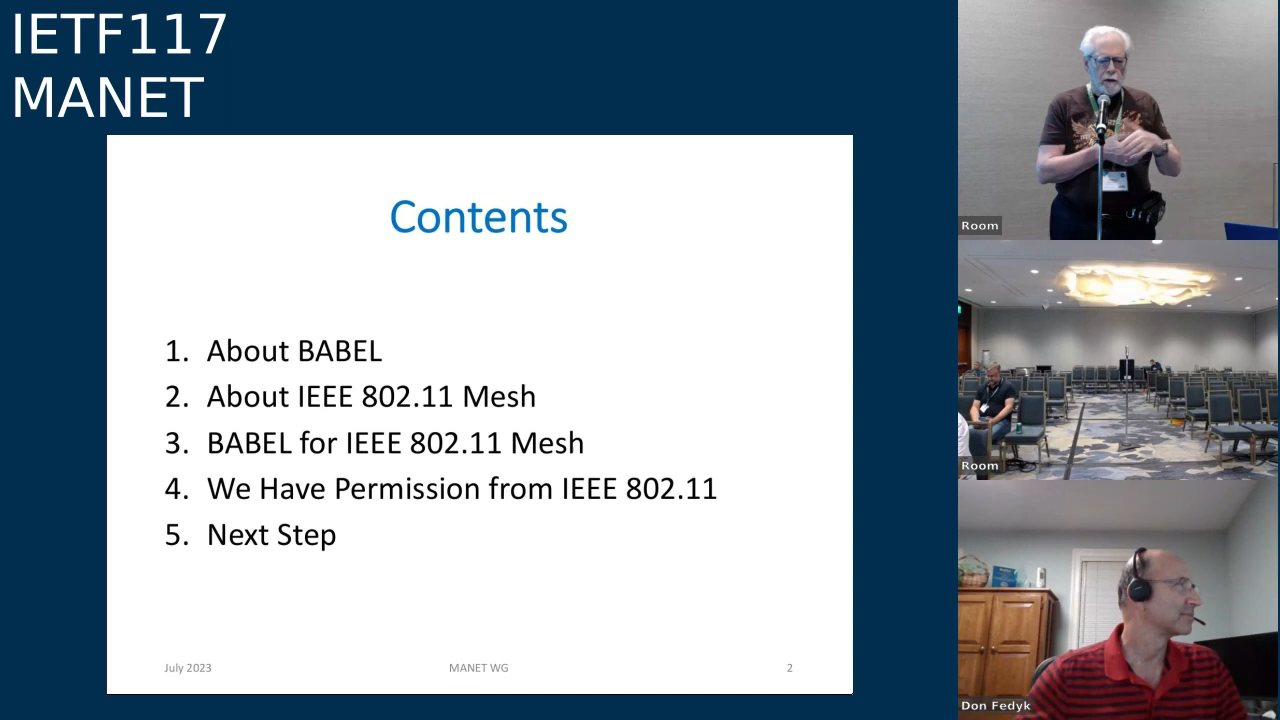 IETF117
MANET
Contents
1. About BABEL
2. About IEEE 802.11 Mesh
3. BABEL for IEEE 802.11 Mesh
4. We Have Permission from IEEE 802.11
5. Next Step
July 2023
MANET WG
2
Room
Room
Don Fedyk